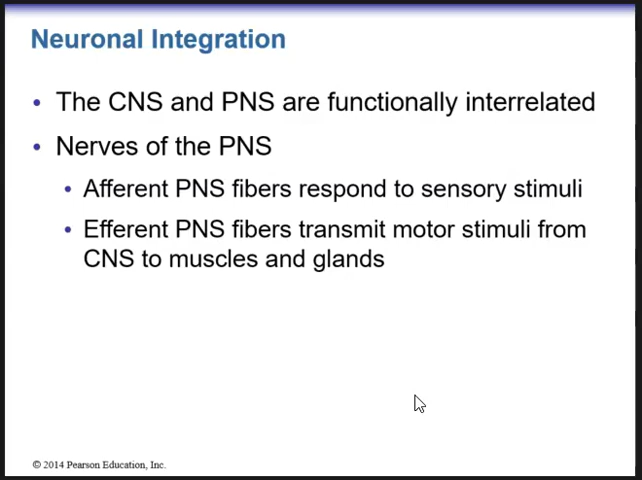 Neuronal Integration
• The CNS and PNS are functionally interrelated
• Nerves of the PNS
• Afferent PNS fibers respond to sensory stimuli
• Efferent PNS fibers transmit motor stimuli from
CNS to muscles and glands
© 2014 Pearson Education, Inc.